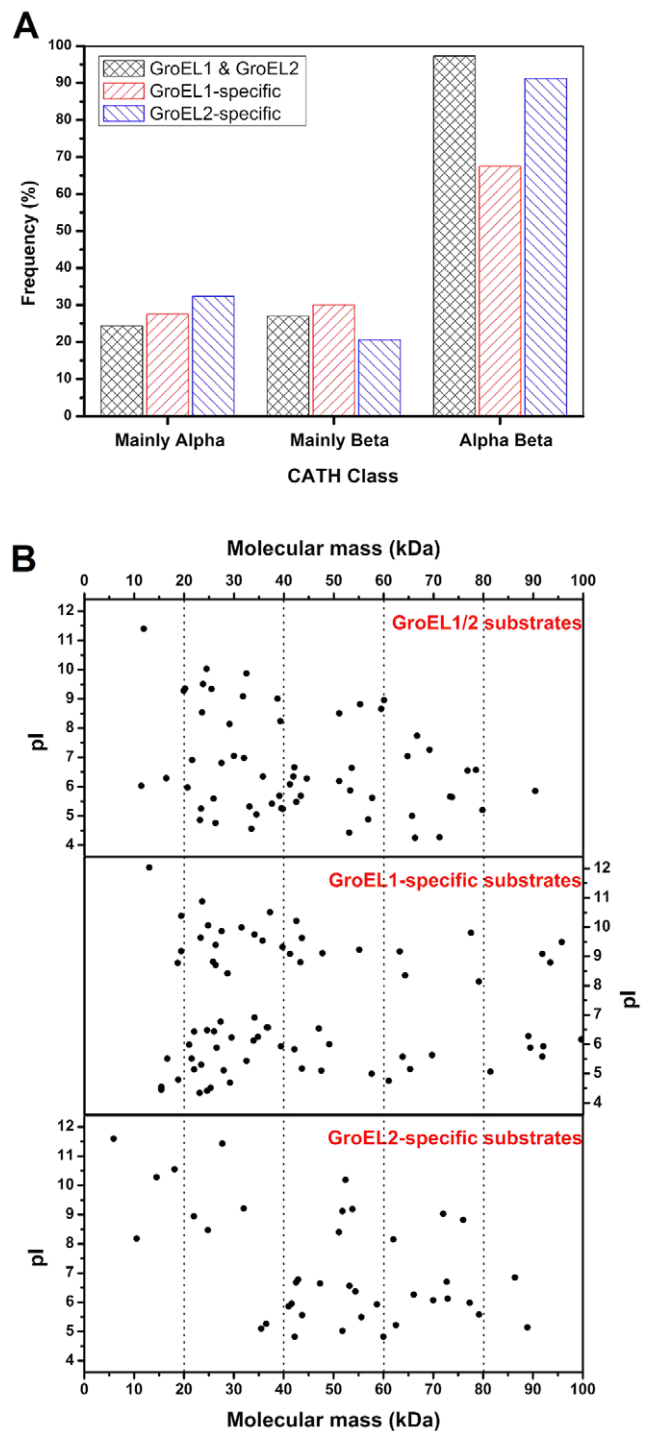 A
100
90
80
70
60
50
40
30
20
10
0
Frequency (%)
GroEL1 & GroEL2
GroEL1-specific
GroEL2-specific
Mainly Alpha Mainly Beta Alpha Beta
CATH Class
B
Molecular mass (kDa)
0 10 20 30 40 50 60 70 80 90 100
GroEL1/2 substrates
12
11
10
9
8
7
6
5
4
pI
GroEL1-specific substrates
12
11
10
9
8
7
6
5
4
pI
GroEL2-specific substrates
12
11
10
9
8
7
6
5
4
pI
0 10 20 30 40 50 60 70 80 90 100
Molecular mass (kDa)